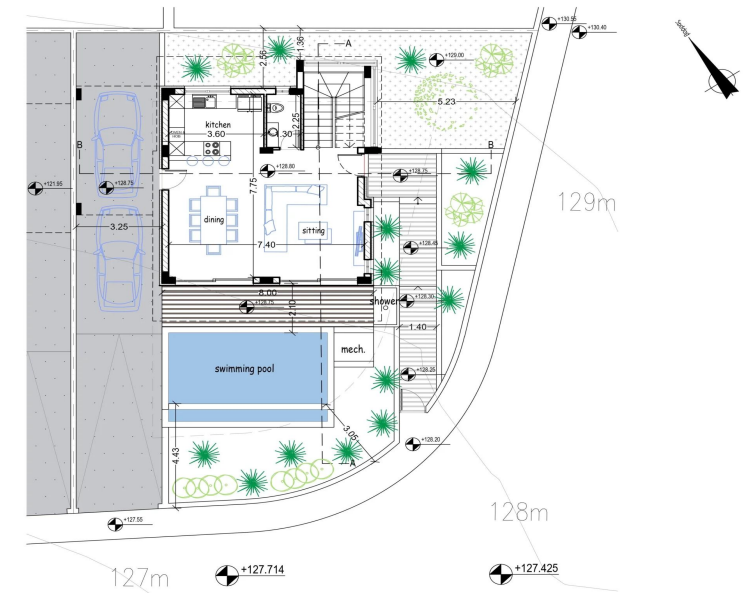 +130.55
+130.40
A
2.56
1.36
+129.00
Βορράς
5.23
kitchen
3.60
1.30
2.25
B
B
+121.95
+128.75
+128.80
+128.75
7.75
129m
dining
sitting
3.25
7.40
+128.45
8.00
+128.75
2.10
shower
+128.30
1.40
mech.
swimming pool
+128.25
3.05
4.43
+128.20
A
+127.55
128m
127m
+127.714
+127.425